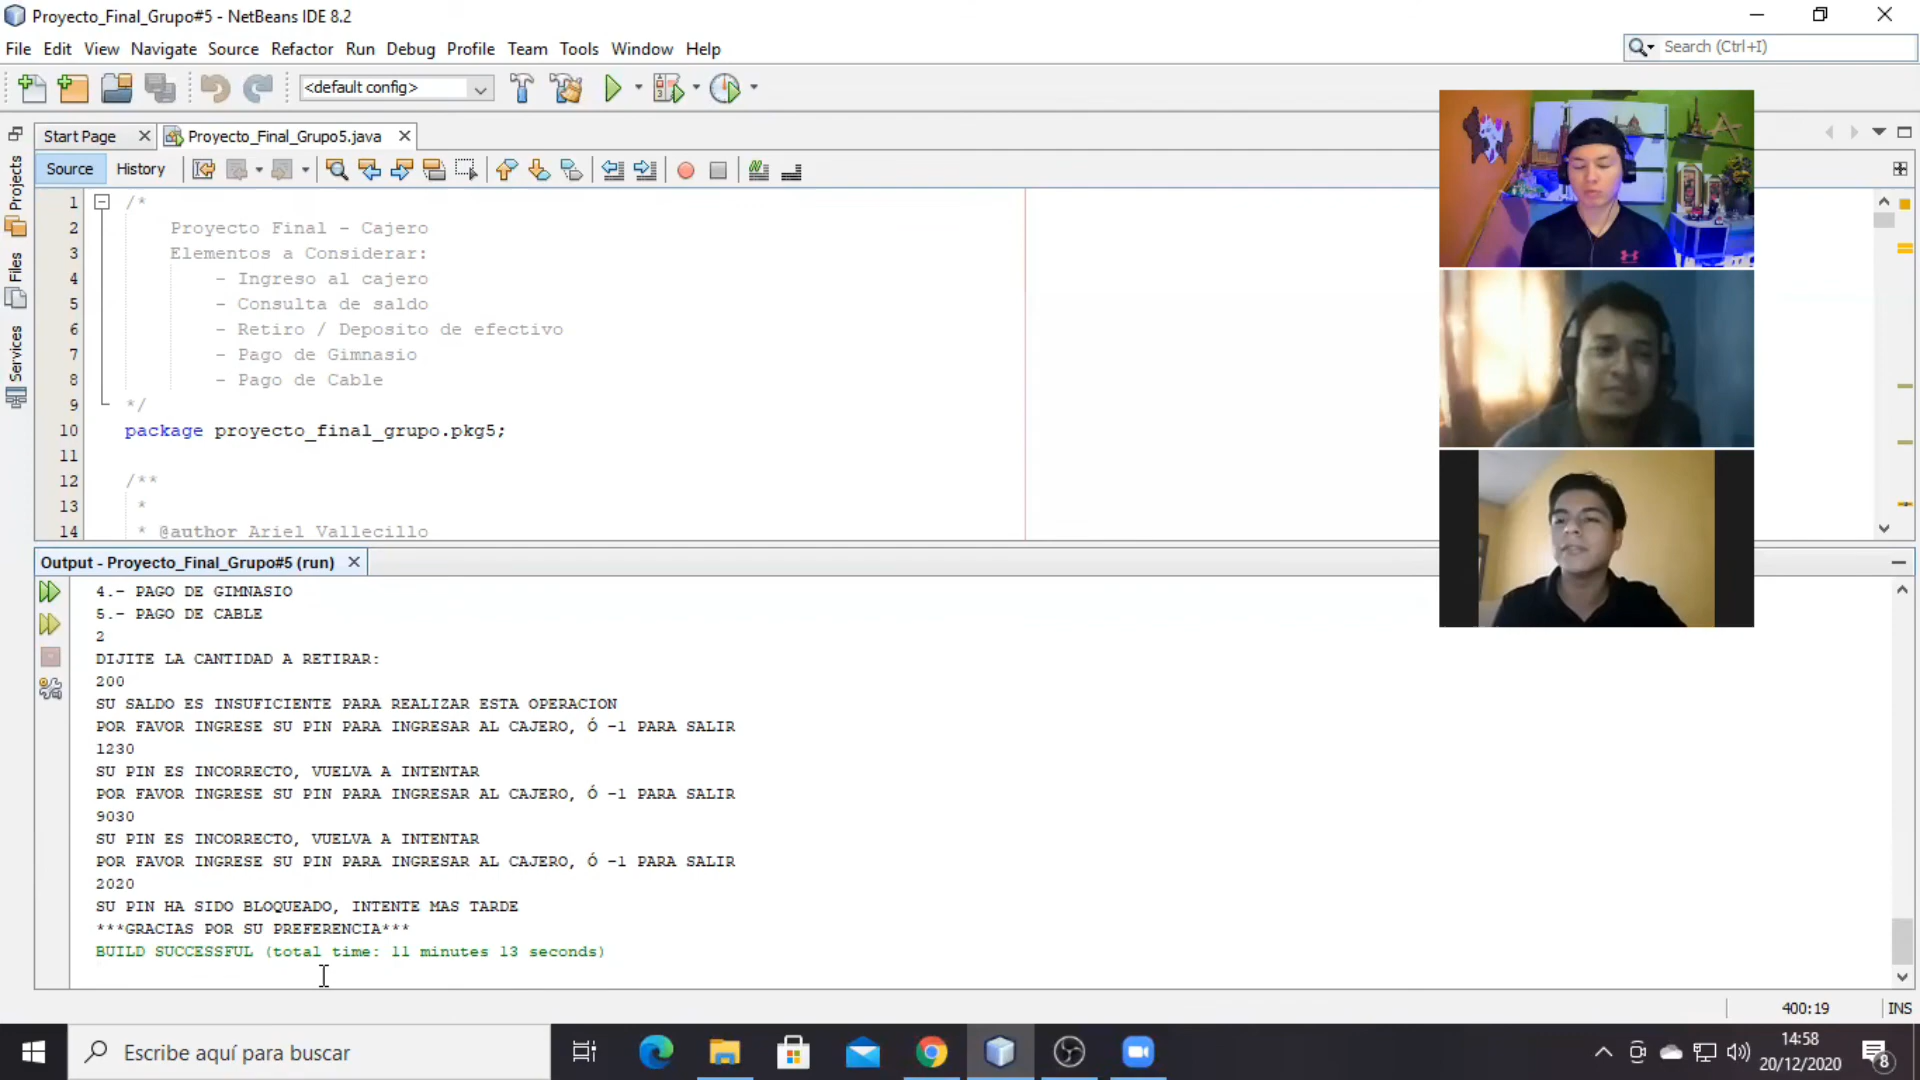 Proyecto_Final_Grupo#5 - NetBeans IDE 8.2
File Edit View Navigate Source Refactor Run Debug Profile Team Tools Window Help
Search (Ctrl+I)
<default config>
Start Page
Proyecto_Final_Grupo5.java
Source History
Projects
Files
Services
1 /*
2 Proyecto Final - Cajero
3 Elementos a Considerar:
4 - Ingreso al cajero
5 - Consulta de saldo
6 - Retiro / Deposito de efectivo
7 - Pago de Gimnasio
8 - Pago de Cable
9 */
10 package proyecto_final_grupo.pkg5;
11
12 /**
13 *
14 * @author Ariel Vallecillo
Output - Proyecto_Final_Grupo#5 (run)
4.- PAGO DE GIMNASIO
5.- PAGO DE CABLE
2
DIJITE LA CANTIDAD A RETIRAR:
200
SU SALDO ES INSUFICIENTE PARA REALIZAR ESTA OPERACION
POR FAVOR INGRESE SU PIN PARA INGRESAR AL CAJERO, Ó -1 PARA SALIR
1230
SU PIN ES INCORRECTO, VUELVA A INTENTAR
POR FAVOR INGRESE SU PIN PARA INGRESAR AL CAJERO, Ó -1 PARA SALIR
9030
SU PIN ES INCORRECTO, VUELVA A INTENTAR
POR FAVOR INGRESE SU PIN PARA INGRESAR AL CAJERO, Ó -1 PARA SALIR
2020
SU PIN HA SIDO BLOQUEADO, INTENTE MAS TARDE
***GRACIAS POR SU PREFERENCIA***
BUILD SUCCESSFUL (total time: 11 minutes 13 seconds)
400:19 INS
Escribe aquí para buscar
14:58
20/12/2020
8